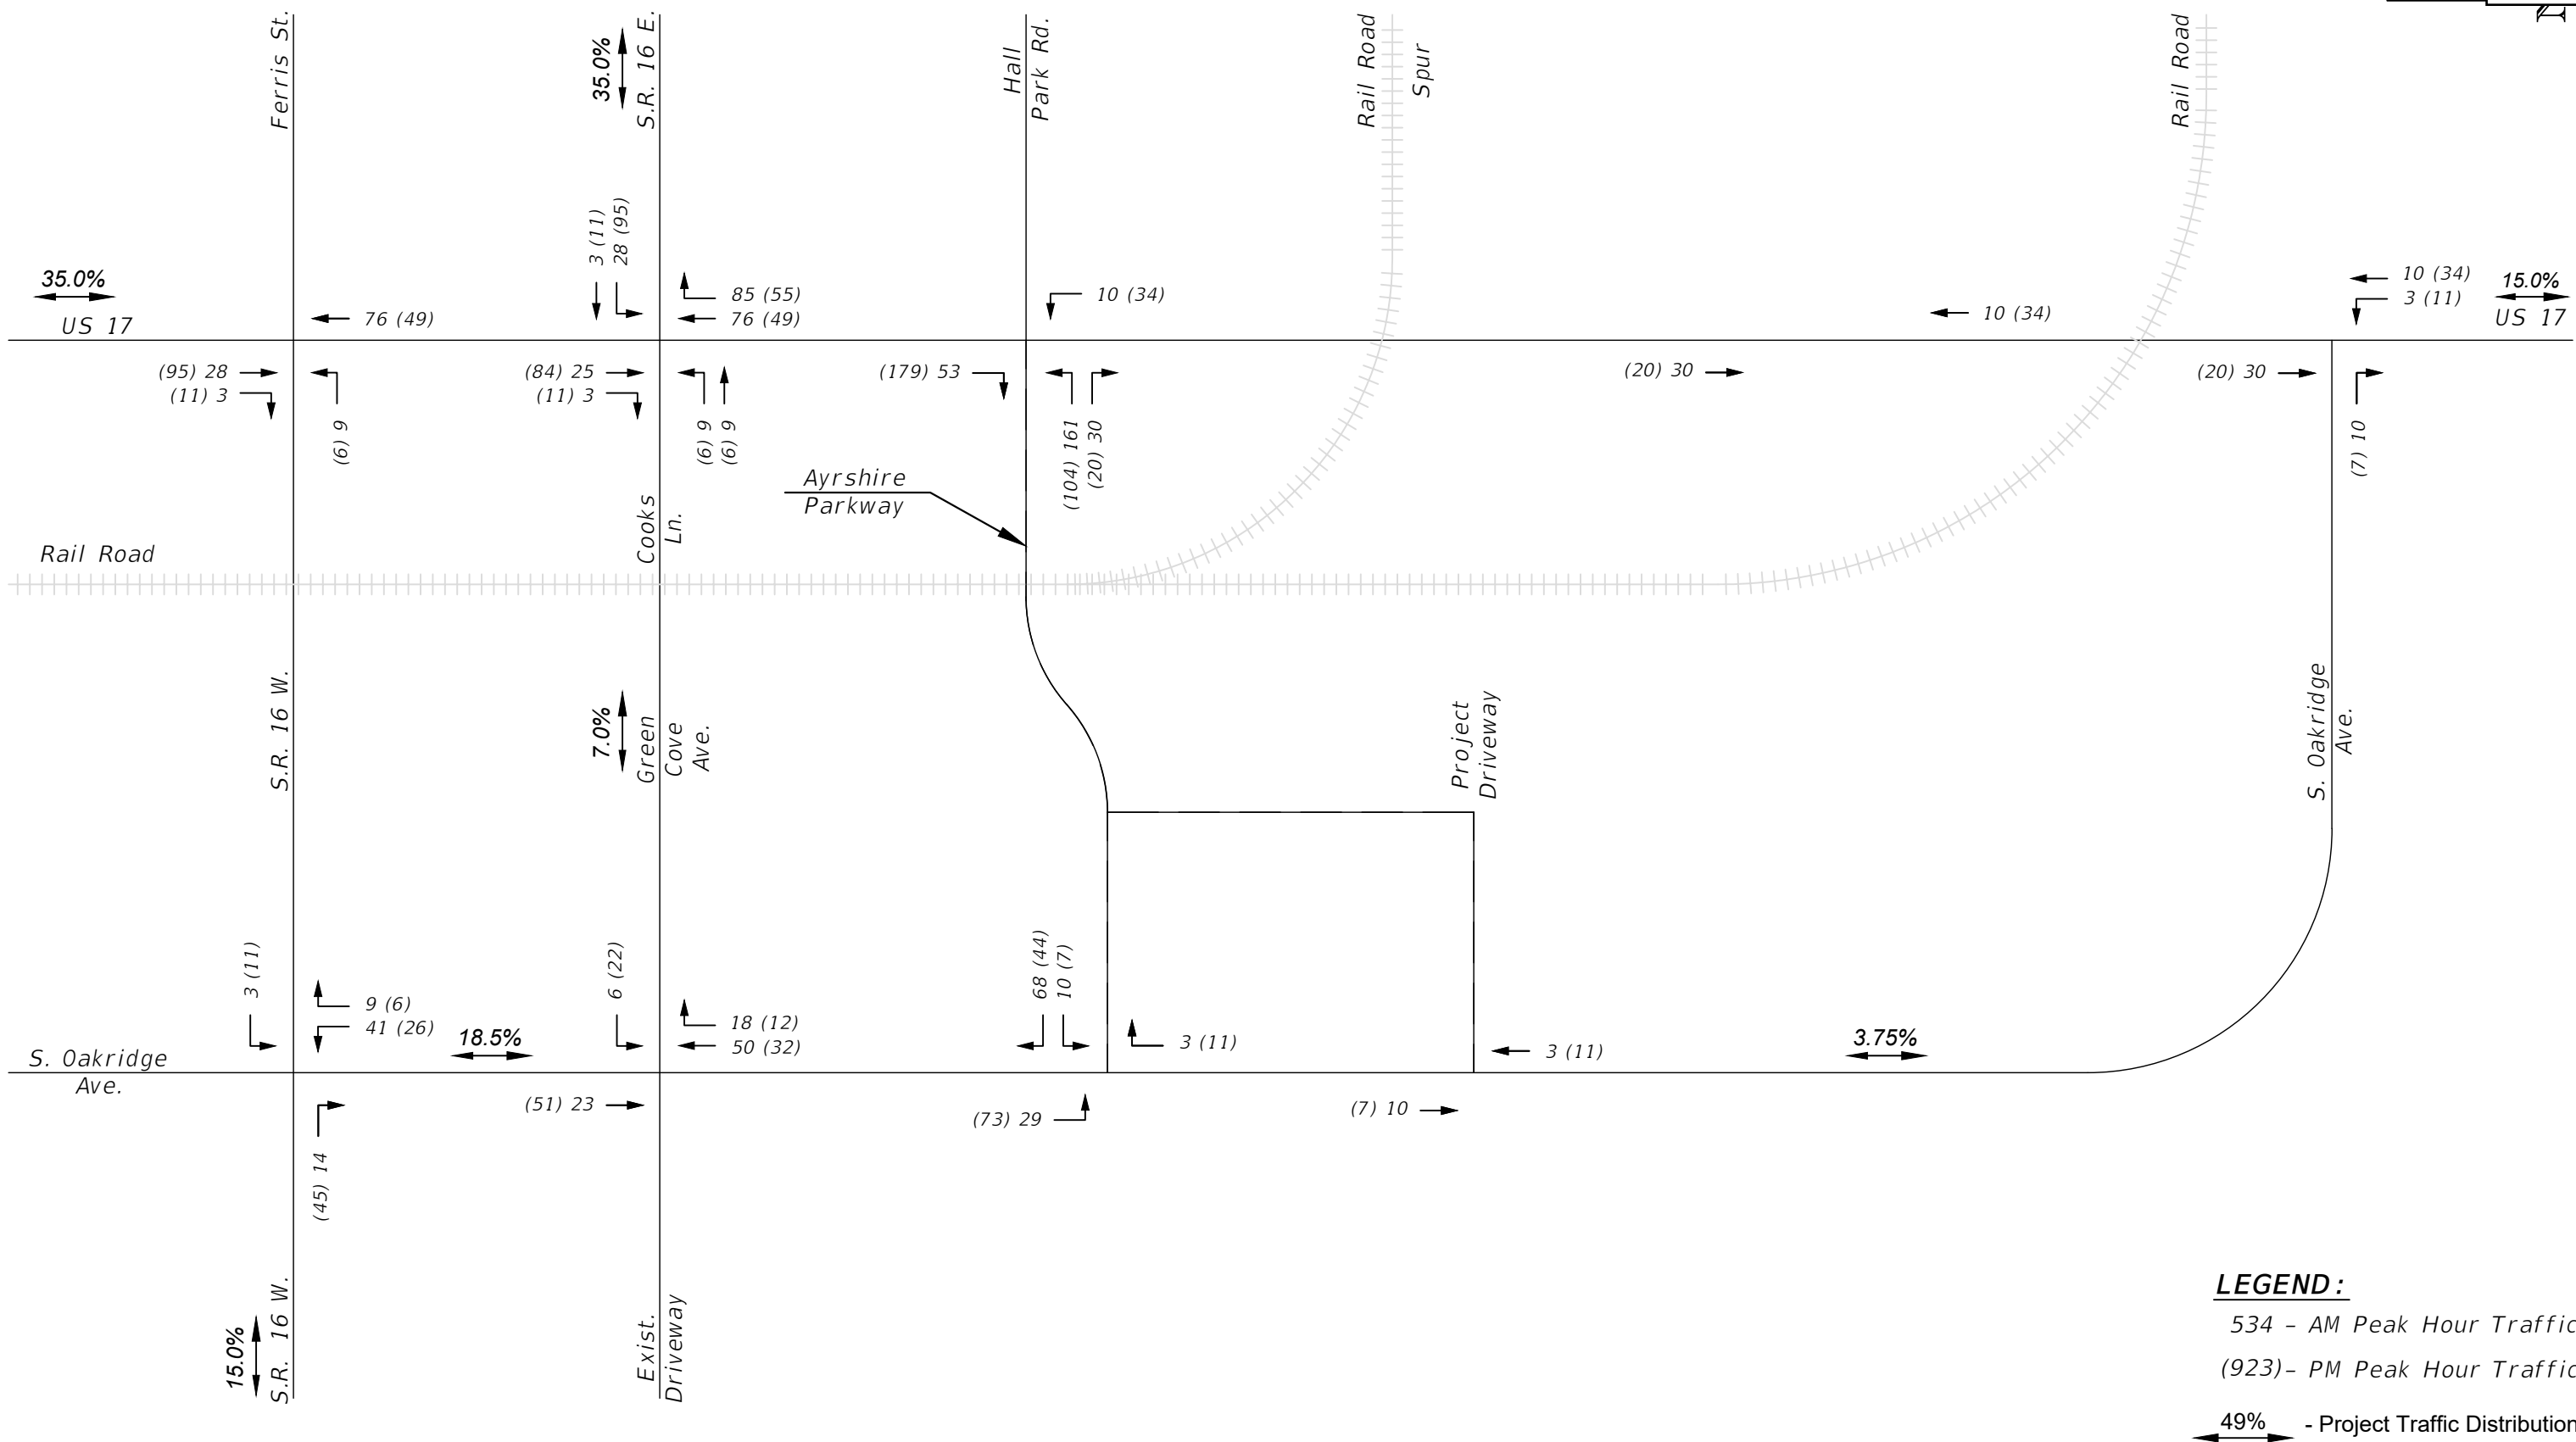 Ferris St.
S.R. 16 E.
35.0%
Hall
Park Rd.
Rail Road
Spur
Rail Road
3 (11)
28 (95)
35.0%
US 17
76 (49)
85 (55)
76 (49)
10 (34)
10 (34)
10 (34)
3 (11)
15.0%
US 17
(95) 28
(11) 3
(6) 9
(84) 25
(11) 3
(6) 9
(6) 9
(179) 53
(104) 161
(20) 30
(20) 30
(20) 30
(7) 10
Ayrshire
Parkway
Cooks
Ln.
Rail Road
S.R. 16 W.
7.0%
Green
Cove
Ave.
Project
Driveway
S. Oakridge
Ave.
3 (11)
9 (6)
41 (26)
18.5%
6 (22)
18 (12)
50 (32)
68 (44)
10 (7)
3 (11)
3 (11)
3.75%
S. Oakridge
Ave.
(45) 14
(51) 23
(73) 29
(7) 10
15.0%
S.R. 16 W.
Exist.
Driveway
LEGEND:
534 – AM Peak Hour Traffic
(923)– PM Peak Hour Traffic
49% - Project Traffic Distribution